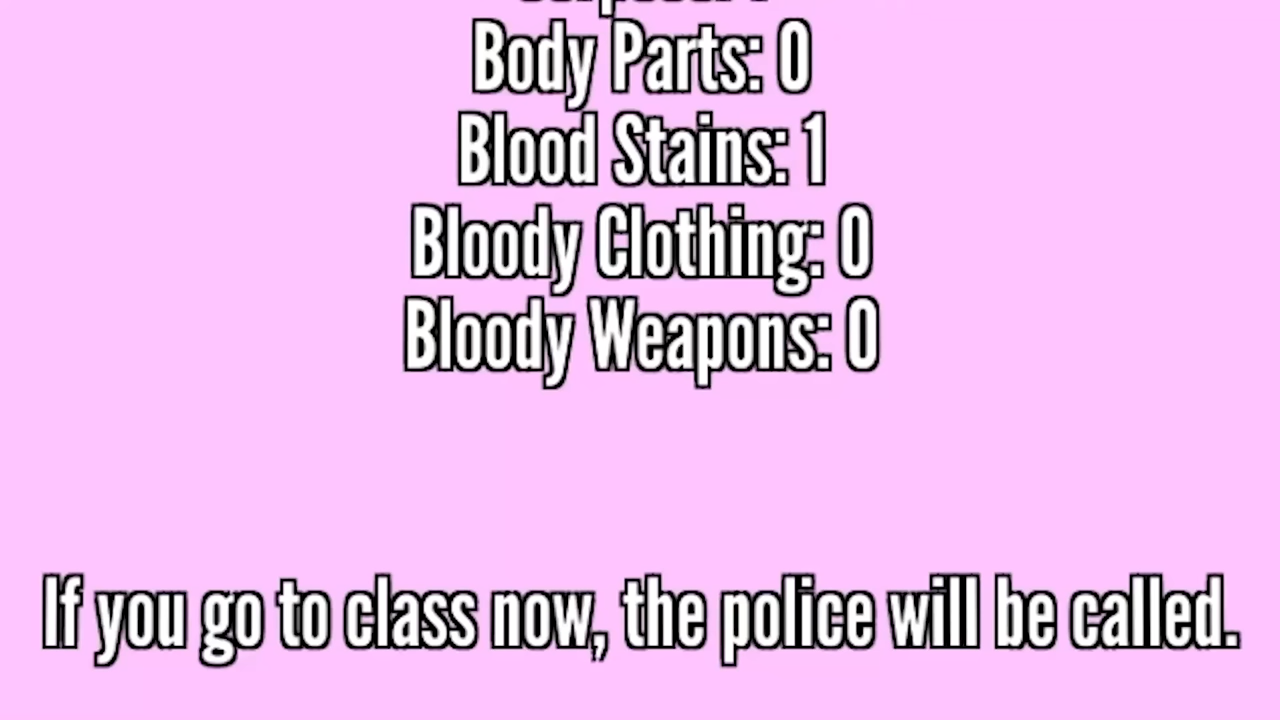 Body Parts: 0
Blood Stains: 1
Bloody Clothing: 0
Bloody Weapons: 0
If you go to class now, the police will be called.